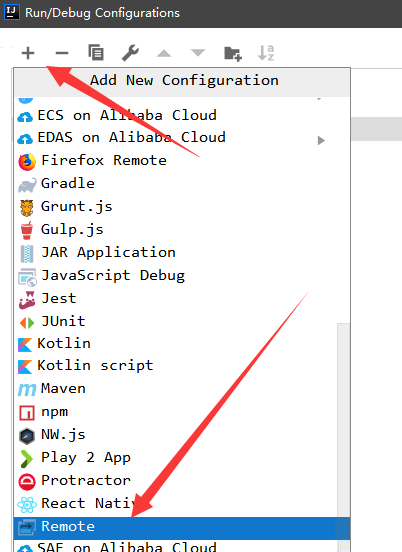 Run/Debug Configurations
Add New Configuration
ECS on Alibaba Cloud
EDAS on Alibaba Cloud
Firefox Remote
Gradle
Grunt.js
Gulp.js
JAR Application
JavaScript Debug
Jest
JUnit
Kotlin
Kotlin script
Maven
npm
NW.js
Play 2 App
Protractor
React Nativ
Remote
SAE on Alibaba Cloud